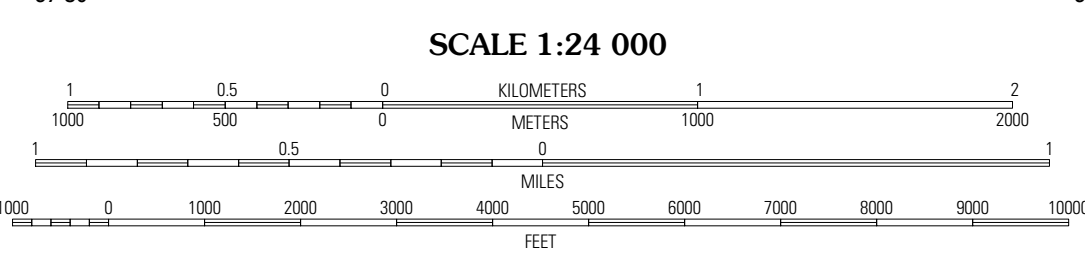 SCALE 1:24 000
1 0.5 0 KILOMETERS 1 2
1000 500 0 METERS 1000 2000
1 0.5 0 1
MILES
1000 0 1000 2000 3000 4000 5000 6000 7000 8000 9000 10000
FEET